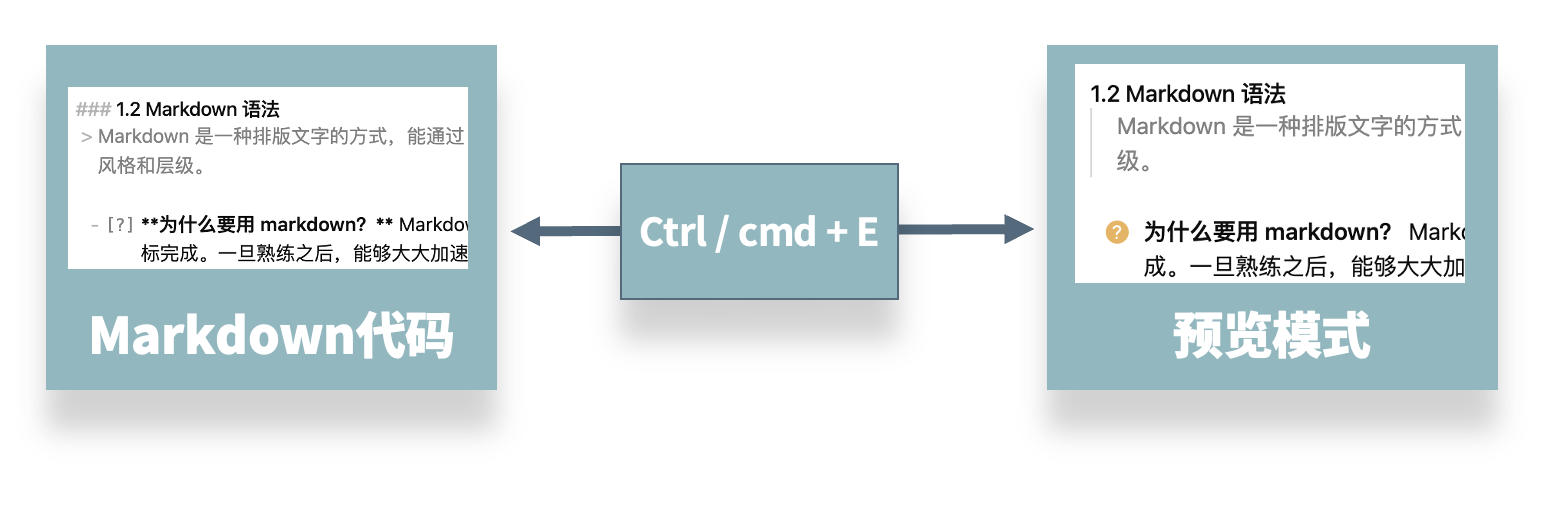 ### 1.2 Markdown 语法
> Markdown 是一种排版文字的方式，能通过
风格和层级。
- [?] **为什么要用 markdown？** Markdow
标完成。一旦熟练之后，能够大大加速
Markdown代码
Ctrl / cmd + E
1.2 Markdown 语法
Markdown 是一种排版文字的方式
级。
? 为什么要用 markdown？ Markd
成。一旦熟练之后，能够大大加
预览模式